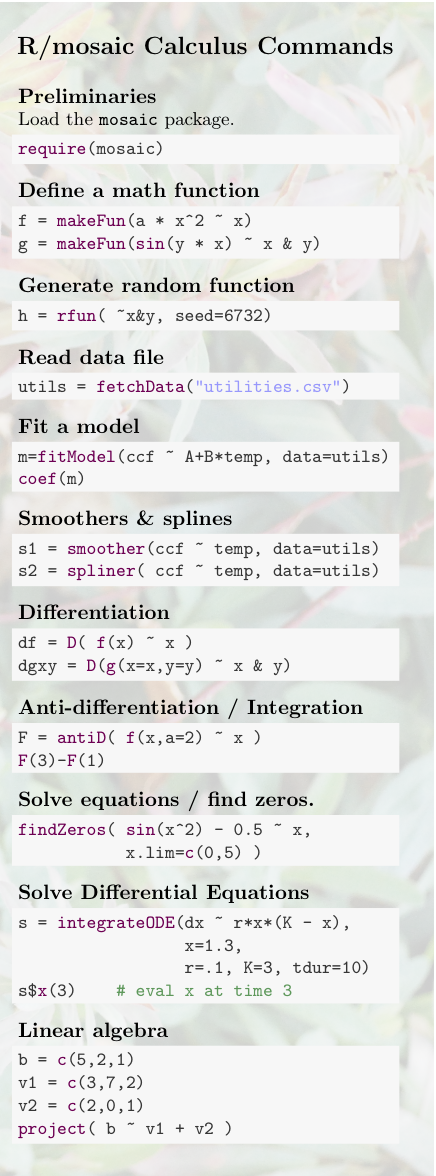 R/mosaic Calculus Commands
Preliminaries
Load the mosaic package.
require(mosaic)
Define a math function
f = makeFun(a * x^2 ~ x)
g = makeFun(sin(y * x) ~ x & y)
Generate random function
h = rfun( ~x&y, seed=6732)
Read data file
utils = fetchData("utilities.csv")
Fit a model
m=fitModel(ccf ~ A+B*temp, data=utils)
coef(m)
Smoothers & splines
s1 = smoother(ccf ~ temp, data=utils)
s2 = spliner( ccf ~ temp, data=utils)
Differentiation
df = D( f(x) ~ x )
dgxy = D(g(x=x,y=y) ~ x & y)
Anti-differentiation / Integration
F = antiD( f(x,a=2) ~ x )
F(3)-F(1)
Solve equations / find zeros.
findZeros( sin(x^2) - 0.5 ~ x,
x.lim=c(0,5) )
Solve Differential Equations
s = integrateODE(dx ~ r*x*(K - x),
x=1.3,
r=.1, K=3, tdur=10)
s$x(3)    # eval x at time 3
Linear algebra
b = c(5,2,1)
v1 = c(3,7,2)
v2 = c(2,0,1)
project( b ~ v1 + v2 )